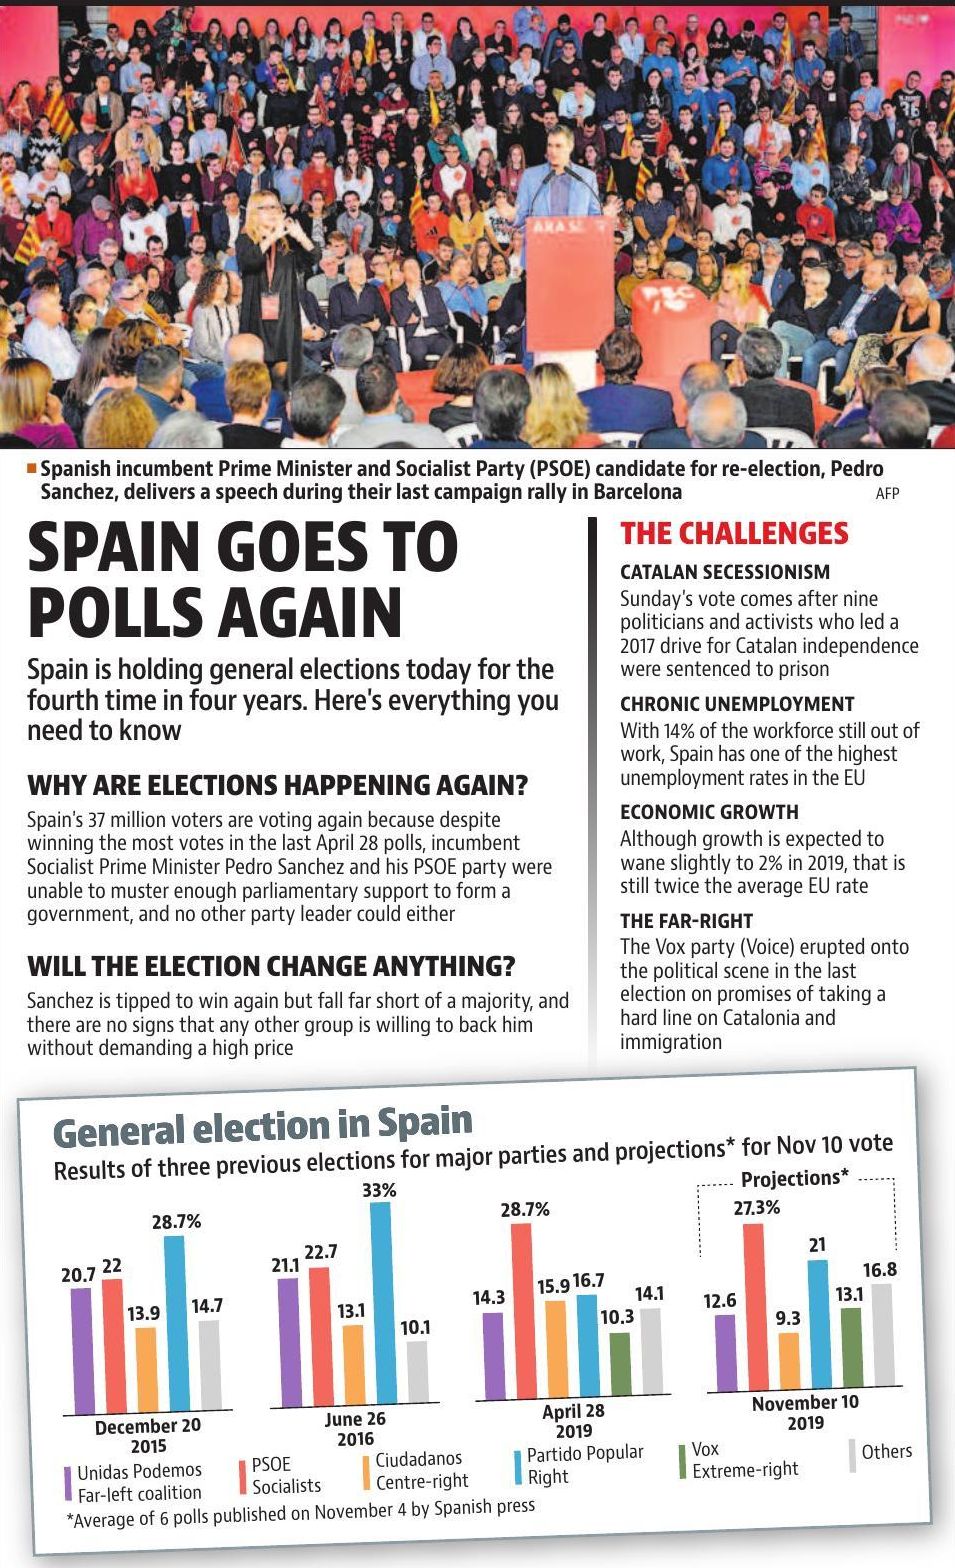 ARA SÍ
PSC
■ Spanish incumbent Prime Minister and Socialist Party (PSOE) candidate for re-election, Pedro
Sanchez, delivers a speech during their last campaign rally in Barcelona
AFP
SPAIN GOES TO
POLLS AGAIN
Spain is holding general elections today for the
fourth time in four years. Here's everything you
need to know
WHY ARE ELECTIONS HAPPENING AGAIN?
Spain's 37 million voters are voting again because despite
winning the most votes in the last April 28 polls, incumbent
Socialist Prime Minister Pedro Sanchez and his PSOE party were
unable to muster enough parliamentary support to form a
government, and no other party leader could either
WILL THE ELECTION CHANGE ANYTHING?
Sanchez is tipped to win again but fall far short of a majority, and
there are no signs that any other group is willing to back him
without demanding a high price
THE CHALLENGES
CATALAN SECESSIONISM
Sunday's vote comes after nine
politicians and activists who led a
2017 drive for Catalan independence
were sentenced to prison
CHRONIC UNEMPLOYMENT
With 14% of the workforce still out of
work, Spain has one of the highest
unemployment rates in the EU
ECONOMIC GROWTH
Although growth is expected to
wane slightly to 2% in 2019, that is
still twice the average EU rate
THE FAR-RIGHT
The Vox party (Voice) erupted onto
the political scene in the last
election on promises of taking a
hard line on Catalonia and
immigration
General election in Spain
Results of three previous elections for major parties and projections* for Nov 10 vote
20.7 22 13.9 28.7% 14.7
December 20
2015
21.1 22.7 13.1 33% 10.1
June 26
2016
14.3 28.7% 15.9 16.7 10.3 14.1
April 28
2019
Projections*
12.6 27.3% 9.3 21 13.1 16.8
November 10
2019
Unidas Podemos
Far-left coalition
PSOE
Socialists
Ciudadanos
Centre-right
Partido Popular
Right
Vox
Extreme-right
Others
*Average of 6 polls published on November 4 by Spanish press